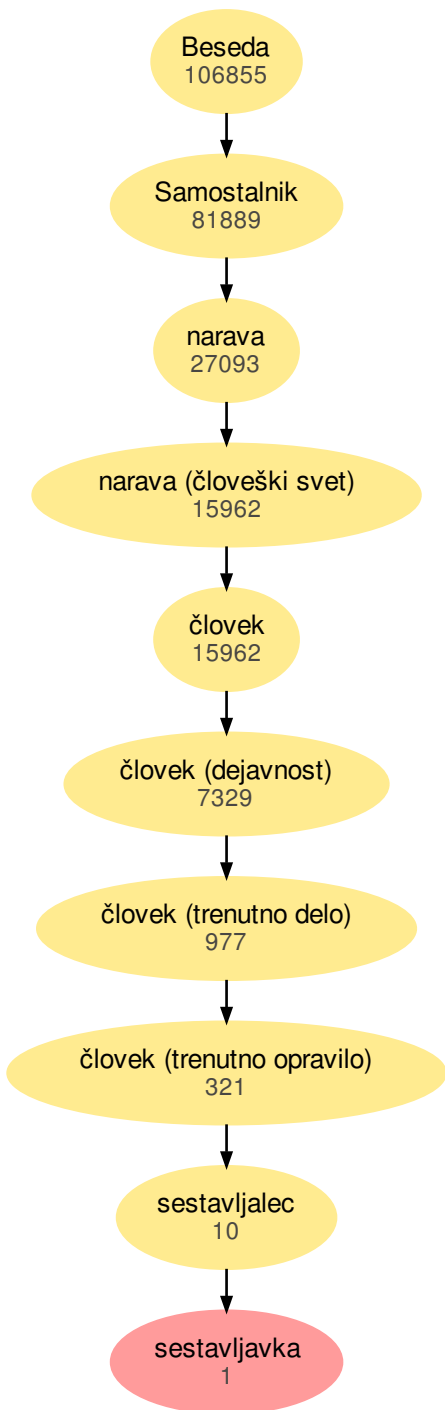 Beseda
106855
Samostalnik
81889
narava
27093
narava (človeški svet)
15962
človek
15962
človek (dejavnost)
7329
človek (trenutno delo)
977
človek (trenutno opravilo)
321
sestavljalec
10
sestavljavka
1